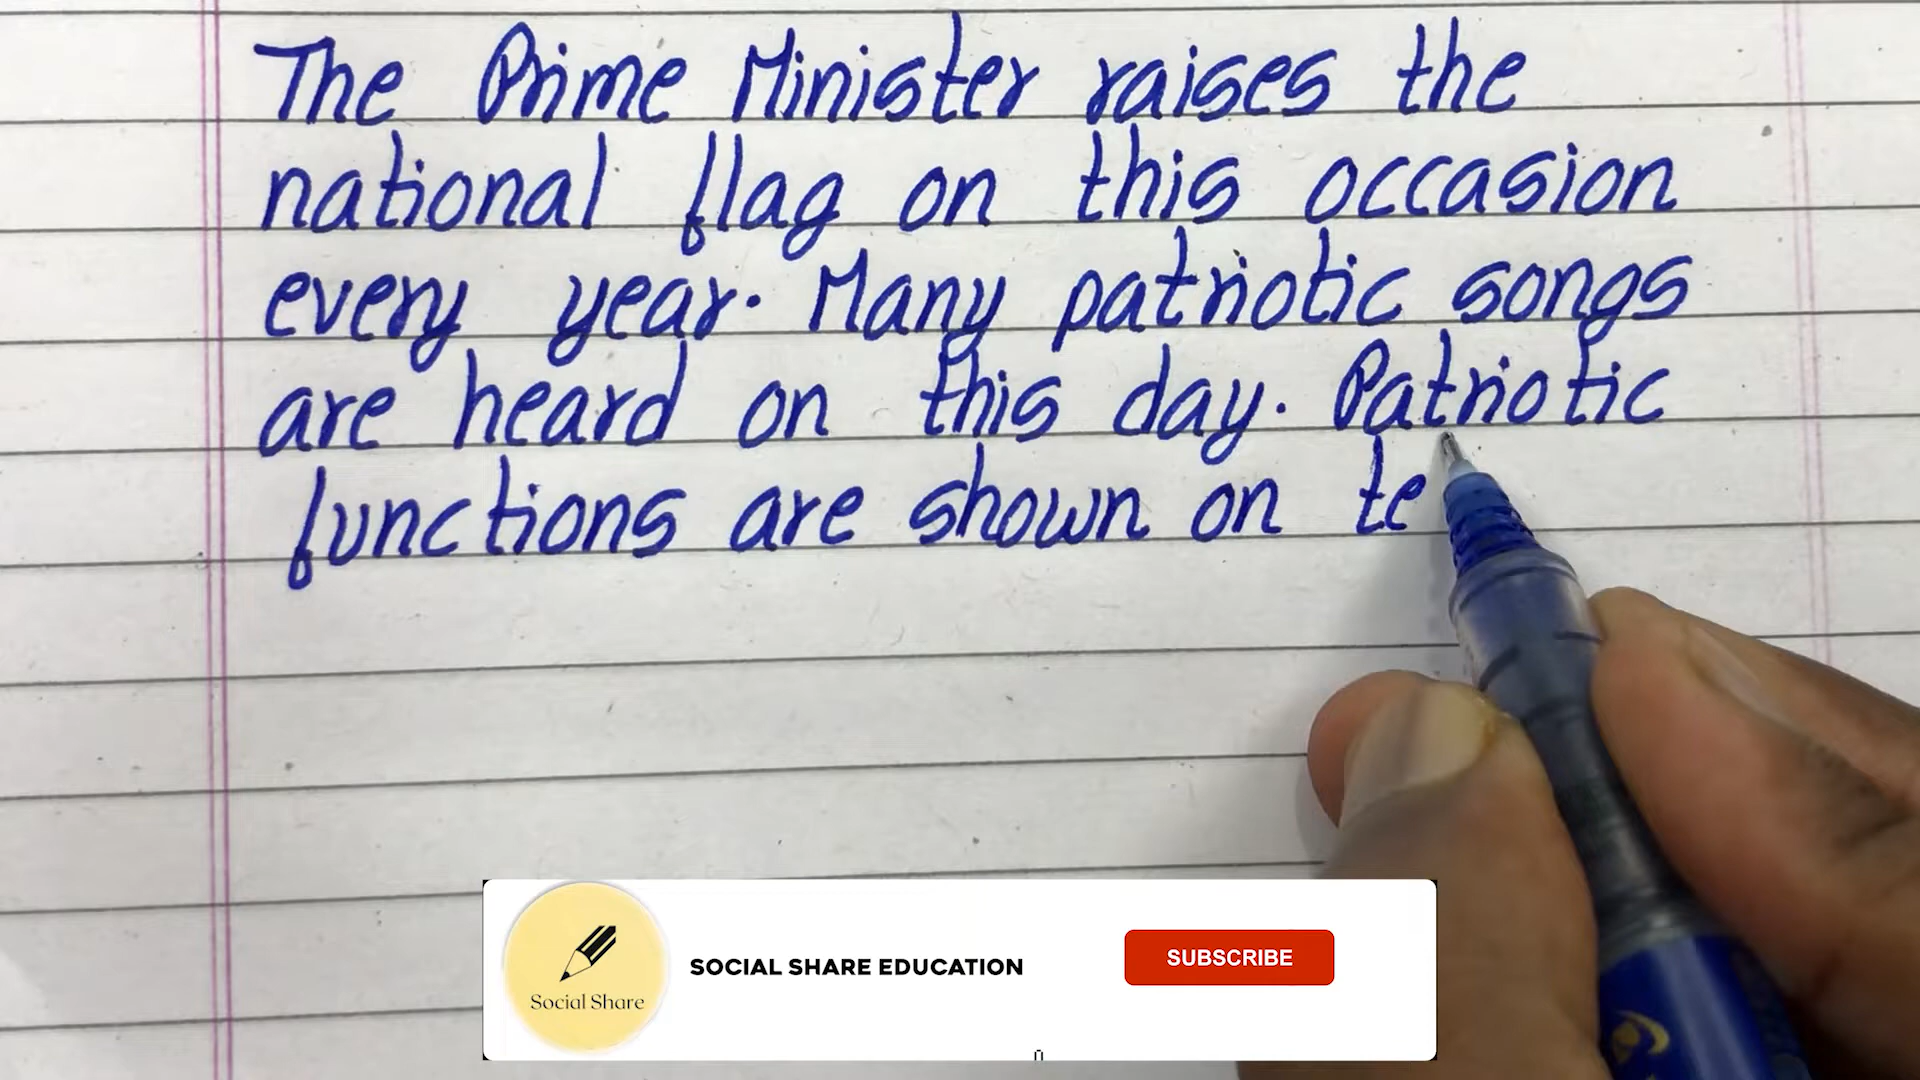 The Prime Minister raises the
national flag on this occasion
every year. Many patriotic songs
are heard on this day. Patriotic
functions are shown on te
Social Share
SOCIAL SHARE EDUCATION
SUBSCRIBE